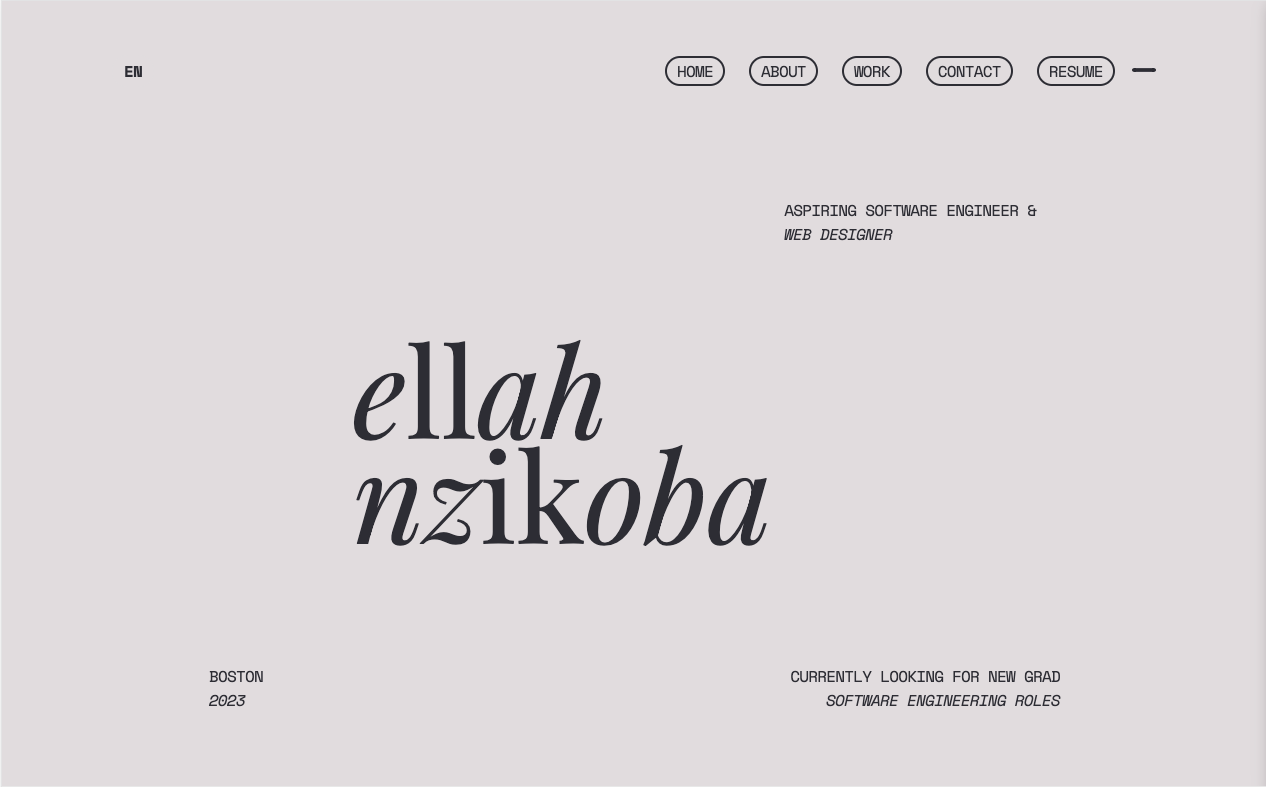 EN
HOME ABOUT WORK CONTACT RESUME
ASPIRING SOFTWARE ENGINEER &
WEB DESIGNER
ellah
nzikoba
BOSTON
2023
CURRENTLY LOOKING FOR NEW GRAD
SOFTWARE ENGINEERING ROLES